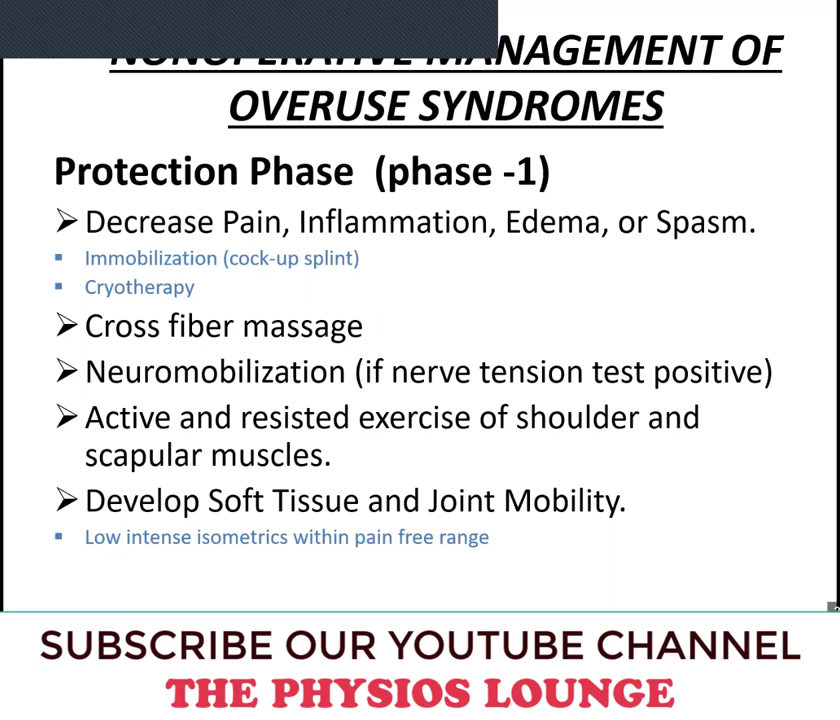 NONOPERATIVE MANAGEMENT OF
OVERUSE SYNDROMES
Protection Phase (phase -1)
➢ Decrease Pain, Inflammation, Edema, or Spasm.
▪ Immobilization (cock-up splint)
▪ Cryotherapy
➢ Cross fiber massage
➢ Neuromobilization (if nerve tension test positive)
➢ Active and resisted exercise of shoulder and
scapular muscles.
➢ Develop Soft Tissue and Joint Mobility.
▪ Low intense isometrics within pain free range
SUBSCRIBE OUR YOUTUBE CHANNEL
THE PHYSIOS LOUNGE